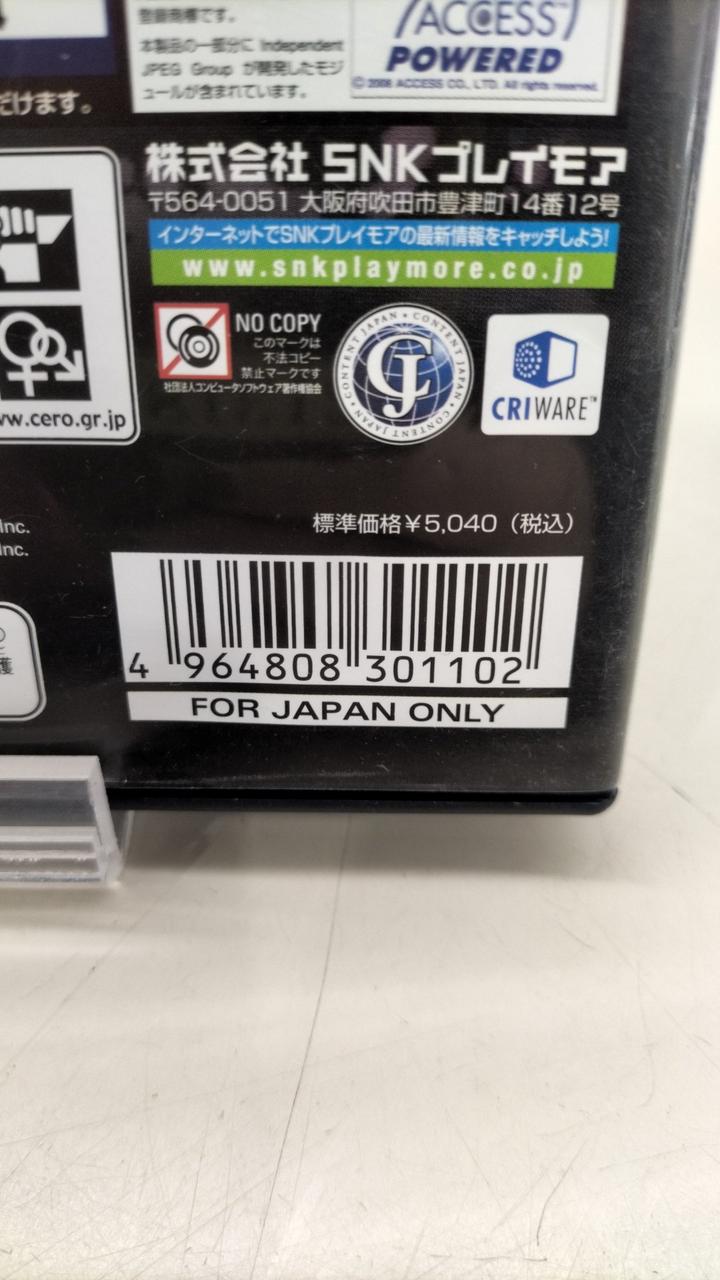 登録商標です。
本製品の一部分に Independent
JPEG Group が開発したモジ
ュールが含まれています。
ACCESS™
POWERED
© 2006 ACCESS CO., LTD. All rights reserved.
だけます。
株式会社 SNKプレイモア
〒564-0051 大阪府吹田市豊津町14番12号
インターネットでSNKプレイモアの最新情報をキャッチしよう!
www.snkplaymore.co.jp
NO COPY
このマークは
不法コピー
禁止マークです
社団法人コンピュータソフトウェア著作権協会
CONTENT JAPAN ★ CONTENT JAPAN ★ CONTENT JAPAN
CJ
CRIWARE™
ww.cero.gr.jp
Inc.
Inc.
標準価格￥5,040（税込）
4 964808 301102
FOR JAPAN ONLY
護